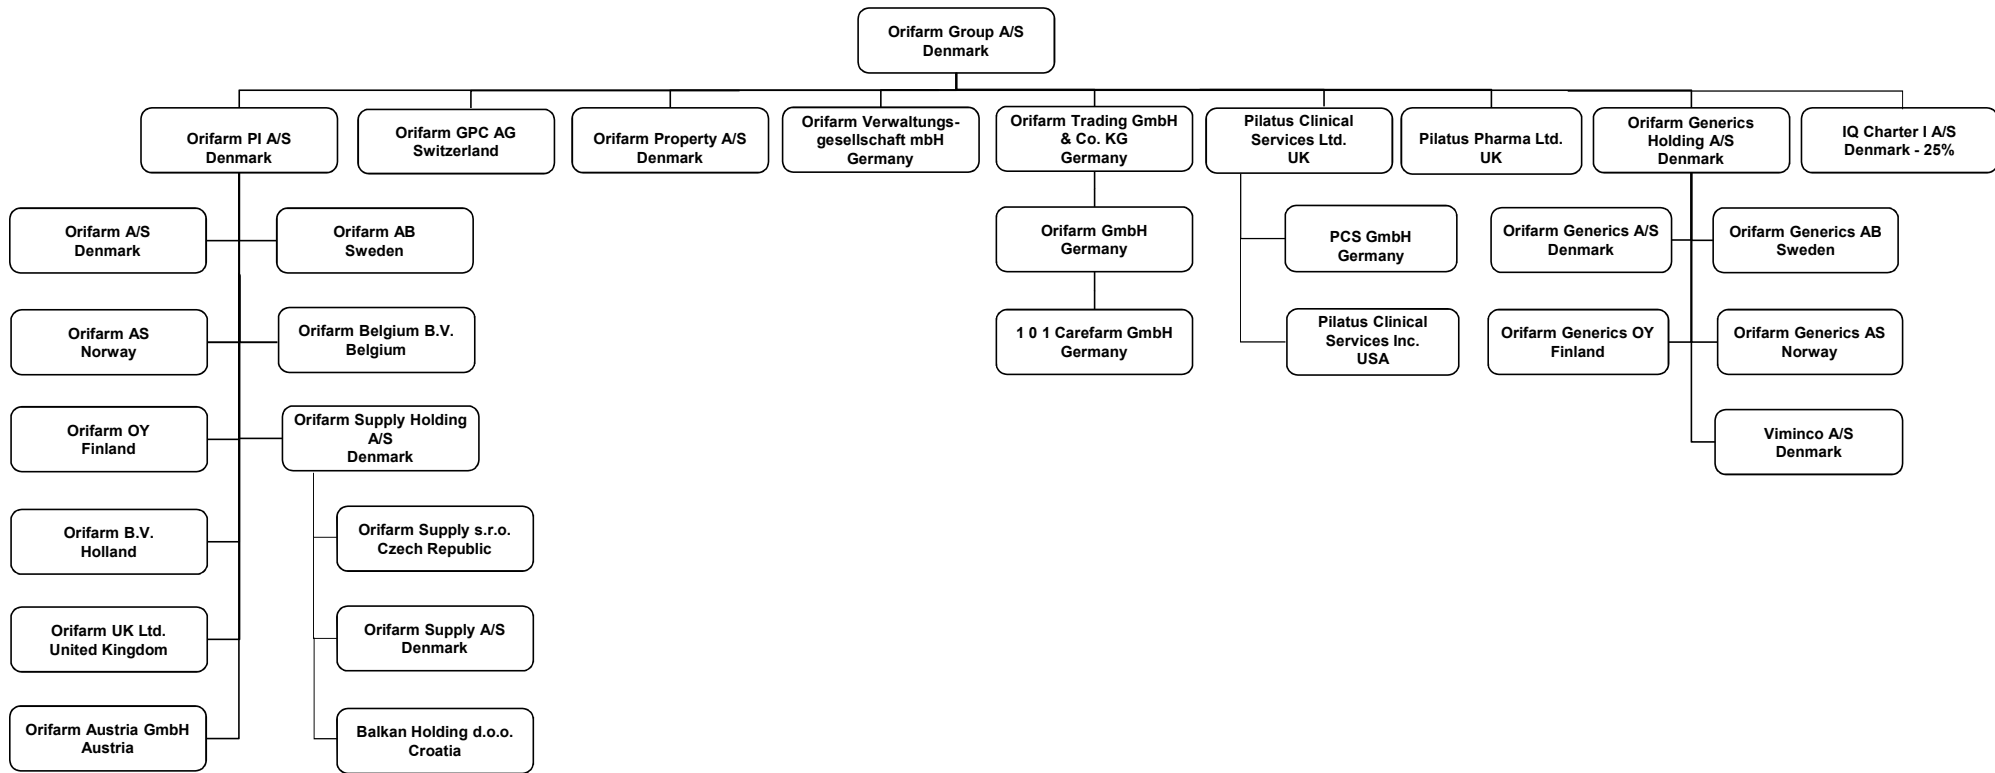 Orifarm Group A/S
Denmark
Orifarm PI A/S
Denmark
Orifarm GPC AG
Switzerland
Orifarm Property A/S
Denmark
Orifarm Verwaltungs-
gesellschaft mbH
Germany
Orifarm Trading GmbH
& Co. KG
Germany
Pilatus Clinical
Services Ltd.
UK
Pilatus Pharma Ltd.
UK
Orifarm Generics
Holding A/S
Denmark
IQ Charter I A/S
Denmark - 25%
Orifarm A/S
Denmark
Orifarm AB
Sweden
Orifarm GmbH
Germany
PCS GmbH
Germany
Orifarm Generics A/S
Denmark
Orifarm Generics AB
Sweden
Orifarm AS
Norway
Orifarm Belgium B.V.
Belgium
1 0 1 Carefarm GmbH
Germany
Pilatus Clinical
Services Inc.
USA
Orifarm Generics OY
Finland
Orifarm Generics AS
Norway
Orifarm OY
Finland
Orifarm Supply Holding
A/S
Denmark
Viminco A/S
Denmark
Orifarm B.V.
Holland
Orifarm Supply s.r.o.
Czech Republic
Orifarm UK Ltd.
United Kingdom
Orifarm Supply A/S
Denmark
Orifarm Austria GmbH
Austria
Balkan Holding d.o.o.
Croatia